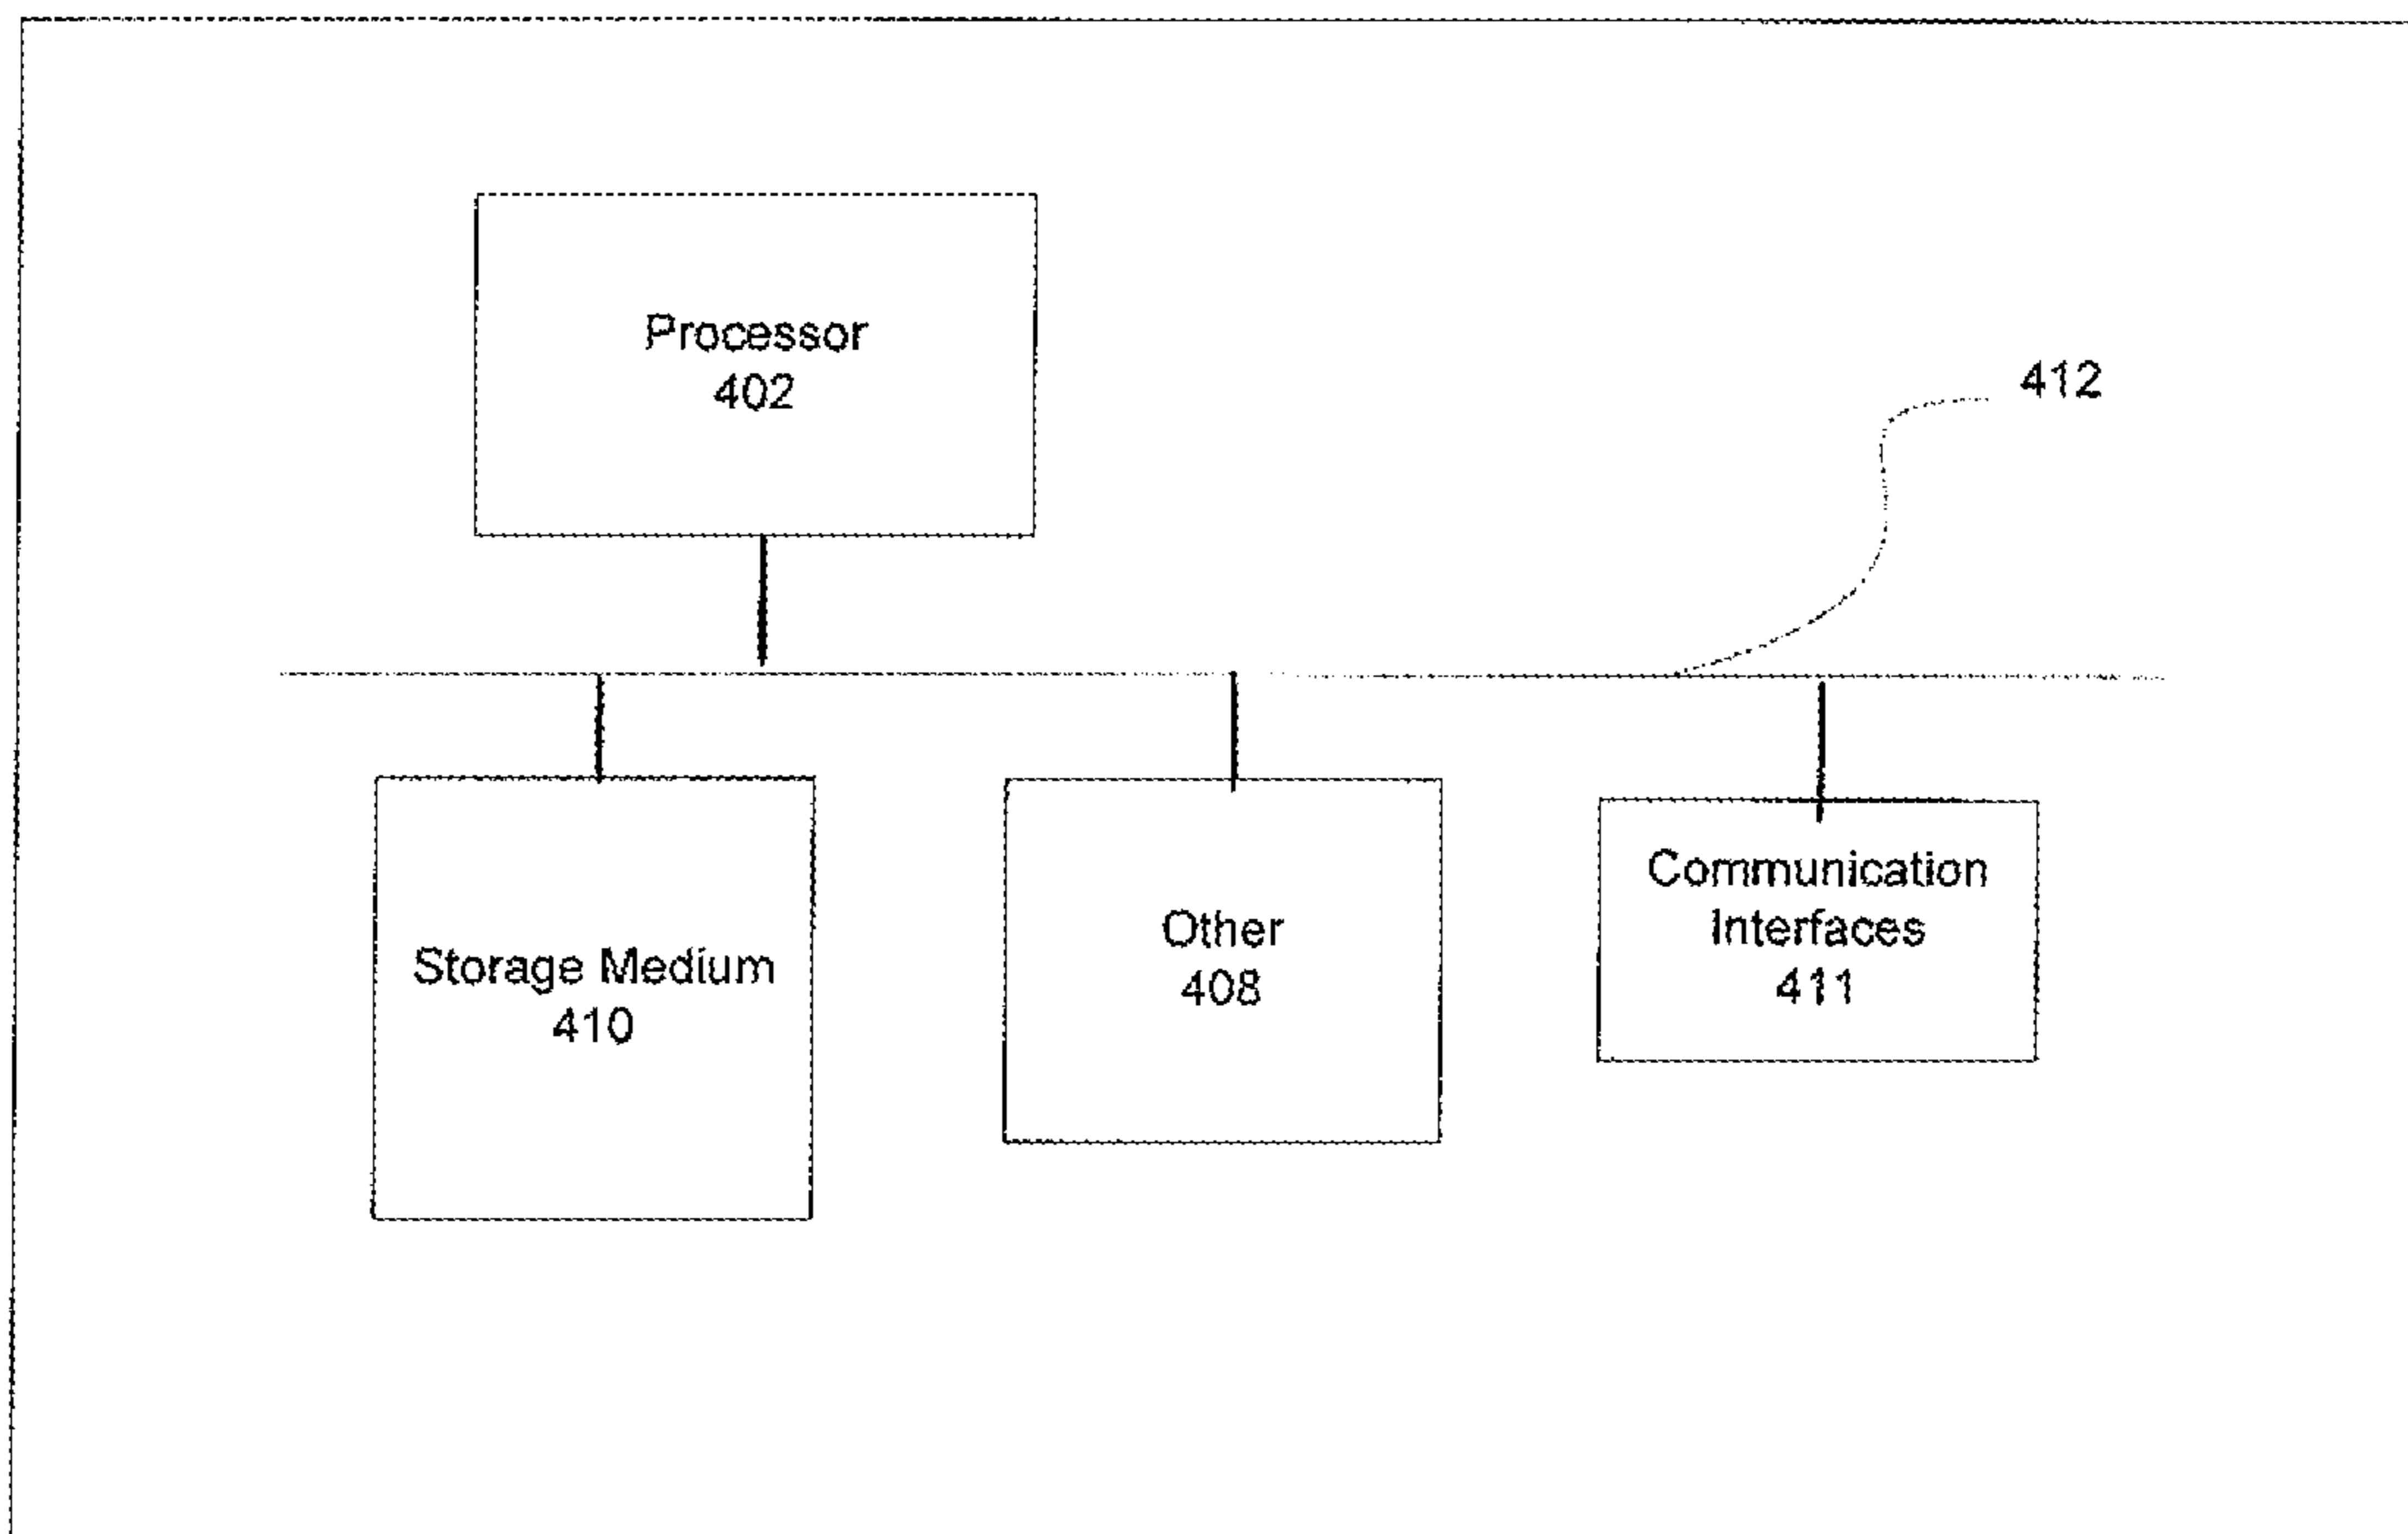 Processor
402
412
Storage Medium
410
Other
408
Communication
Interfaces
411